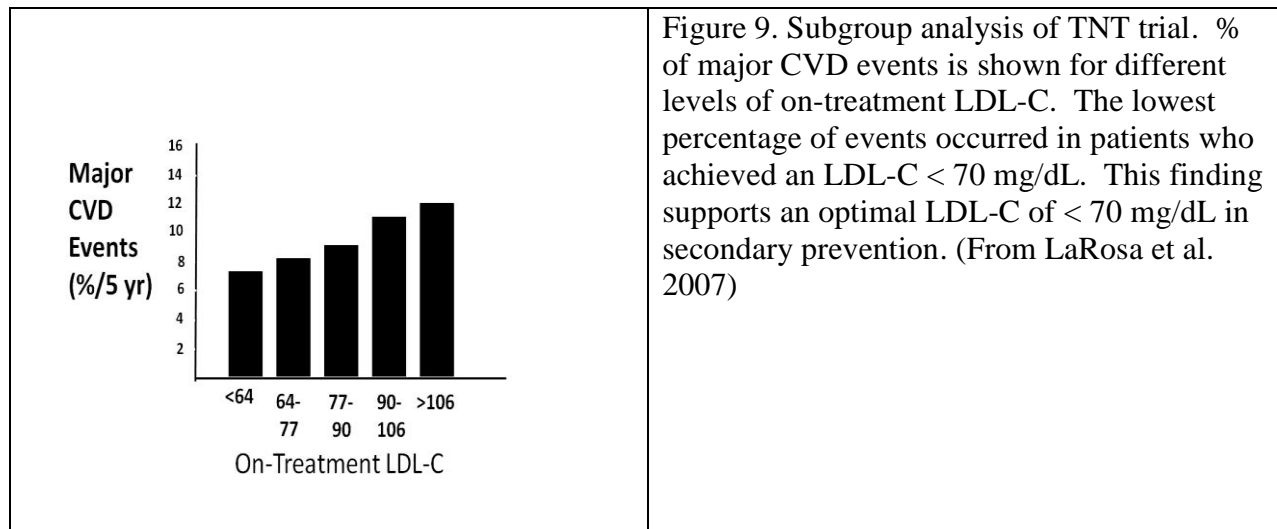 Major
CVD
Events
(%/5 yr)
16
14
12
10
8
6
4
2
<64 64- 77- 90- >106
77 90 106
On-Treatment LDL-C
Figure 9. Subgroup analysis of TNT trial. %
of major CVD events is shown for different
levels of on-treatment LDL-C. The lowest
percentage of events occurred in patients who
achieved an LDL-C < 70 mg/dL. This finding
supports an optimal LDL-C of < 70 mg/dL in
secondary prevention. (From LaRosa et al.
2007)